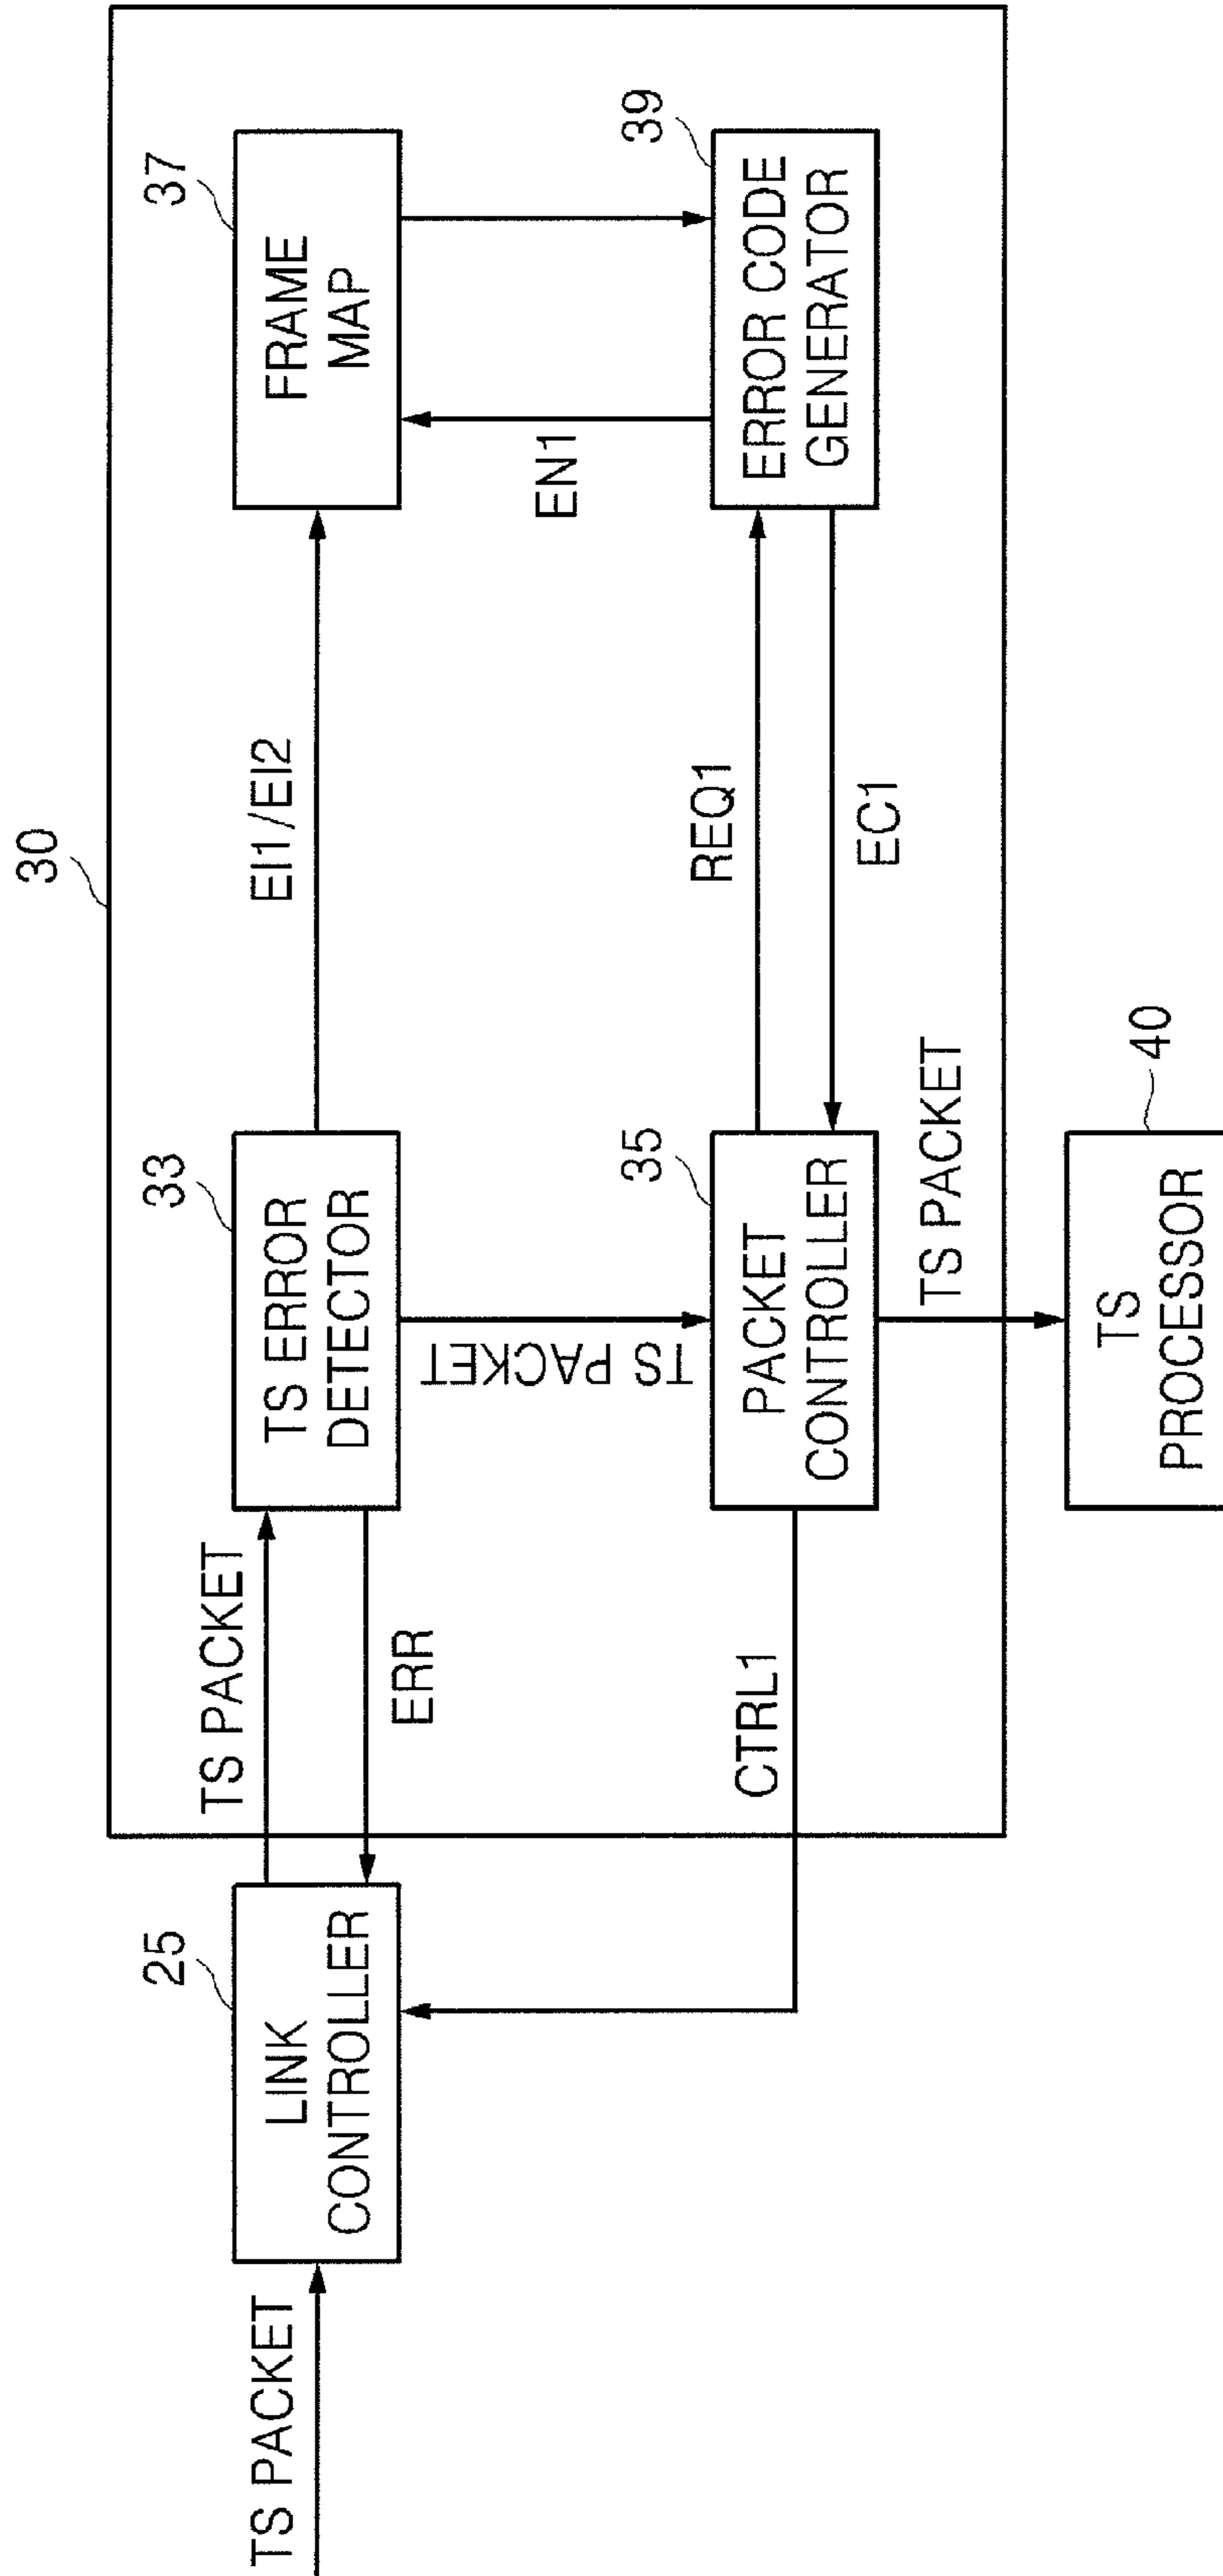 30
TS PACKET
25
LINK
CONTROLLER
TS PACKET
ERR
CTRL1
33
TS ERROR
DETECTOR
TS PACKET
35
PACKET
CONTROLLER
TS PACKET
40
TS
PROCESSOR
EI1/EI2
REQ1
EC1
37
FRAME
MAP
EN1
39
ERROR CODE
GENERATOR